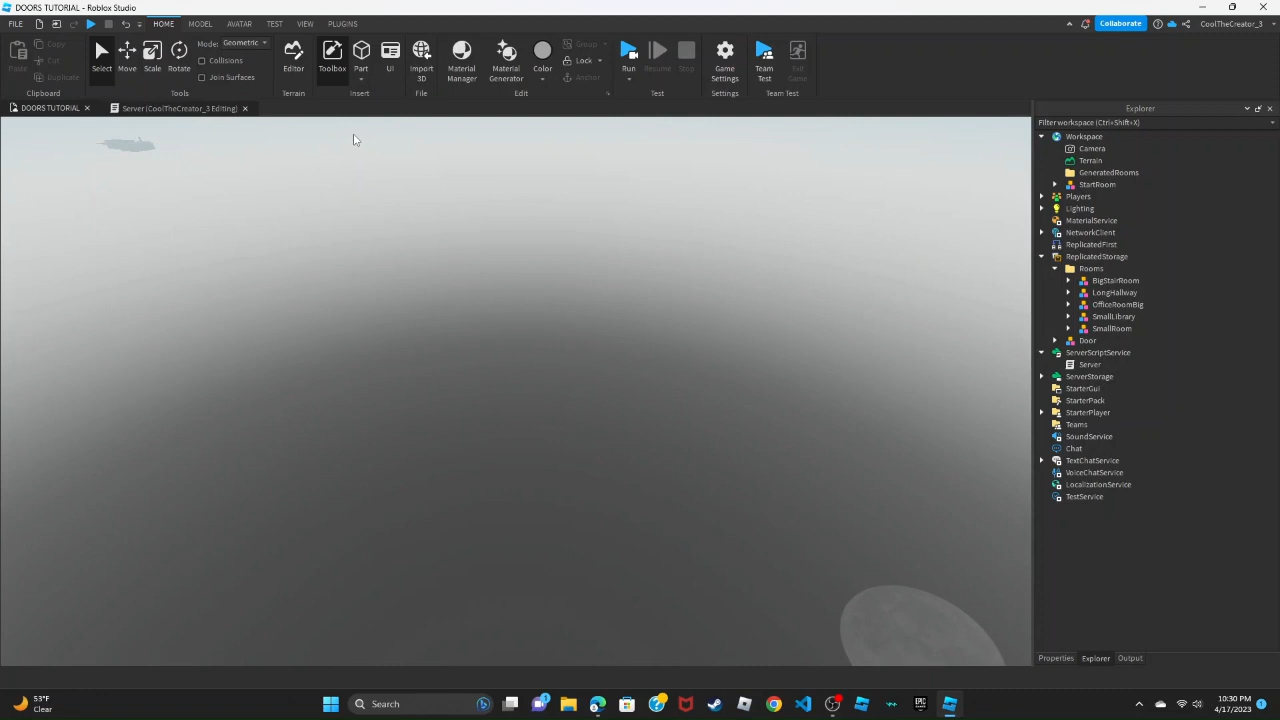 DOORS TUTORIAL - Roblox Studio
FILE HOME MODEL AVATAR TEST VIEW PLUGINS Collaborate CoolTheCreator_3
Paste Copy Cut Duplicate Clipboard
Select Move Scale Rotate Mode: Geometric Collisions Join Surfaces Tools
Editor Terrain
Toolbox Part UI Insert
Import 3D File
Material Manager Material Generator Color Group Lock Anchor Edit
Run Resume Stop Test
Game Settings Settings
Team Test Exit Game Team Test
DOORS TUTORIAL Server (CoolTheCreator_3 Editing)
Explorer
Filter workspace (Ctrl+Shift+X)
Workspace
Camera
Terrain
GeneratedRooms
StartRoom
Players
Lighting
MaterialService
NetworkClient
ReplicatedFirst
ReplicatedStorage
Rooms
BigStairRoom
LongHallway
OfficeRoomBig
SmallLibrary
SmallRoom
Door
ServerScriptService
Server
ServerStorage
StarterGui
StarterPack
StarterPlayer
Teams
SoundService
Chat
TextChatService
VoiceChatService
LocalizationService
TestService
Properties Explorer Output
53°F
Clear
Search
10:30 PM
4/17/2023